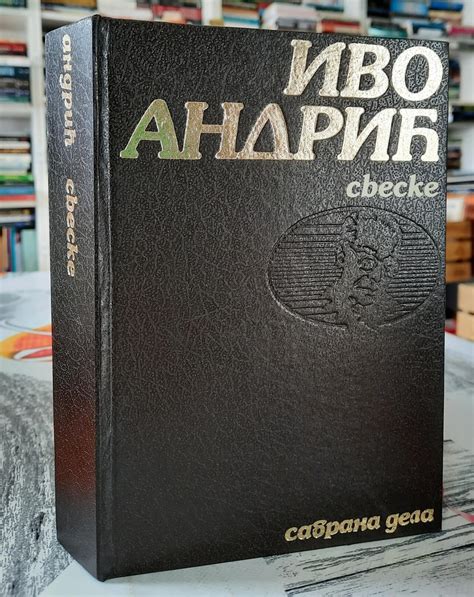 андрић свеске
ИВО
АНДРИЋ
свеске
сабрана дела